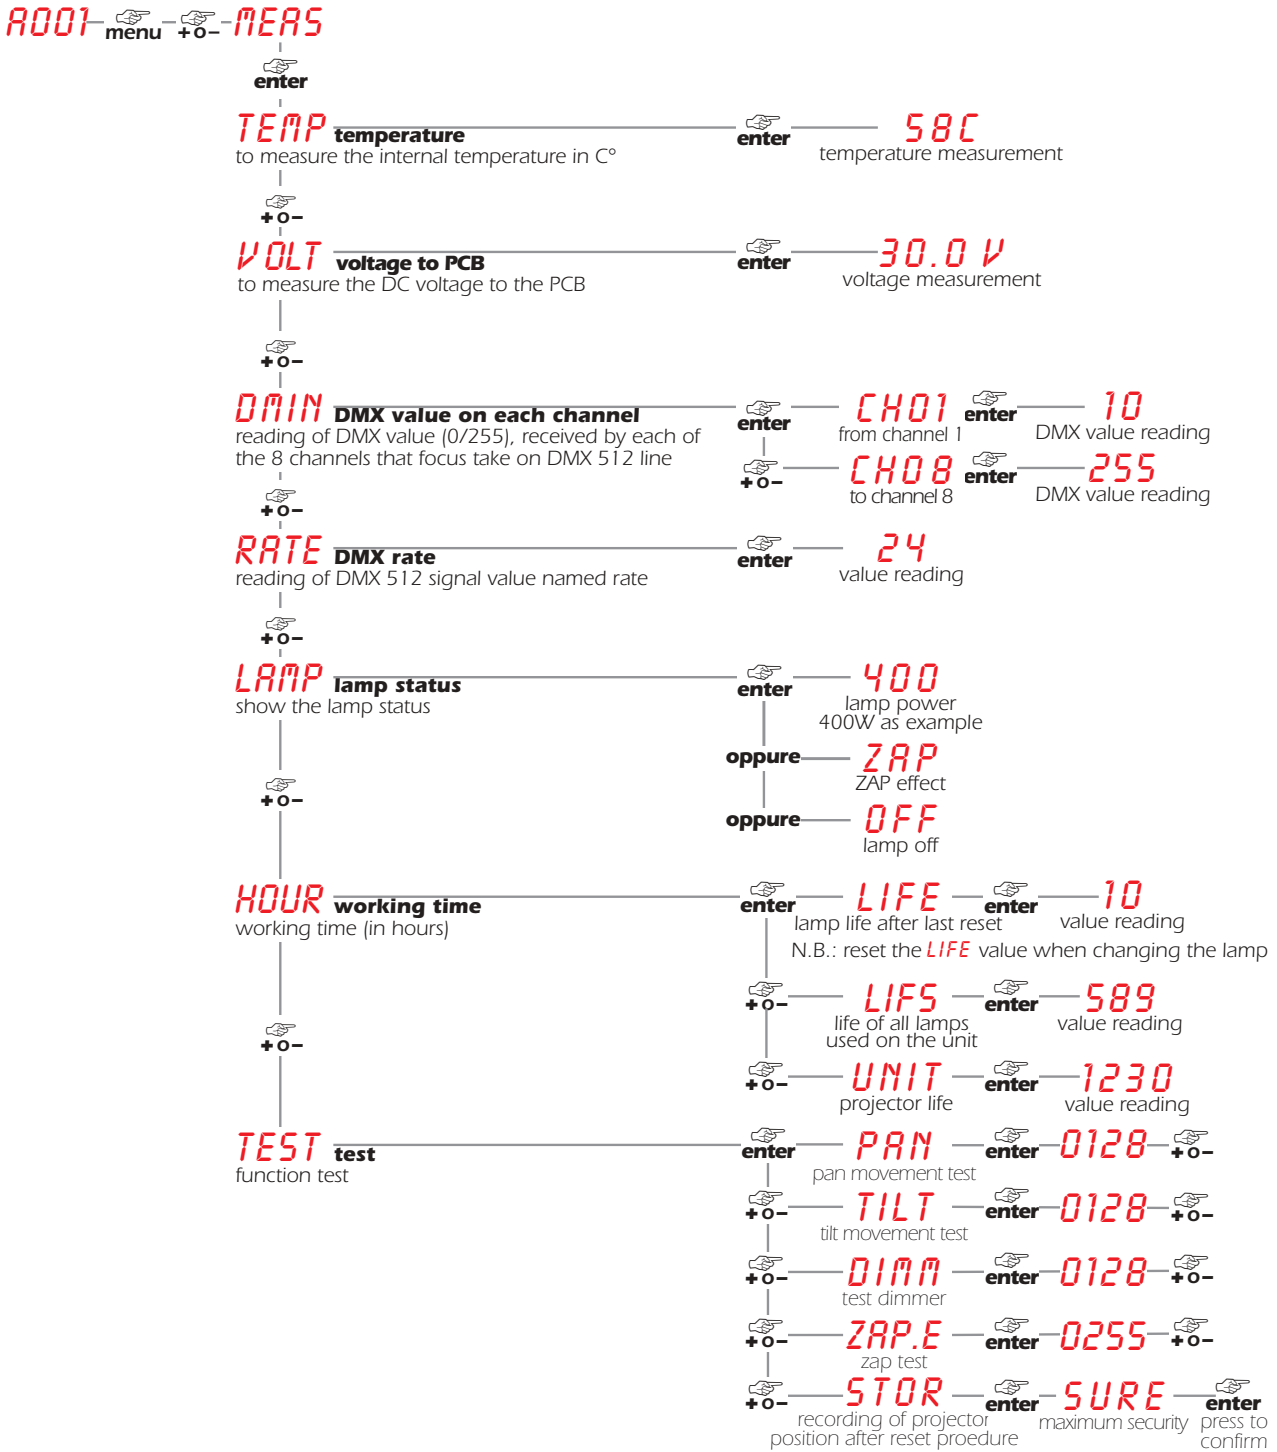 A001 menu + o - MEAS
enter
TEMP temperature enter 58C
to measure the internal temperature in C° temperature measurement
+ o -
VOLT voltage to PCB enter 30.0 V
to measure the DC voltage to the PCB voltage measurement
+ o -
DMIN DMX value on each channel enter CH01 enter 10
reading of DMX value (0/255), received by each of from channel 1 DMX value reading
the 8 channels that focus take on DMX 512 line + o - CH08 enter 255
to channel 8 DMX value reading
+ o -
RATE DMX rate enter 24
reading of DMX 512 signal value named rate value reading
+ o -
LAMP lamp status enter 400
show the lamp status lamp power
400W as example
oppure ZAP
ZAP effect
+ o -
oppure OFF
lamp off
HOUR working time enter LIFE enter 10
working time (in hours) lamp life after last reset value reading
N.B.: reset the LIFE value when changing the lamp
+ o - LIFS enter 589
life of all lamps value reading
used on the unit
+ o -
+ o - UNIT enter 1230
projector life value reading
TEST test enter PAN enter 0128 + o -
function test pan movement test
+ o - TILT enter 0128 + o -
tilt movement test
+ o - DIMM enter 0128 + o -
test dimmer
+ o - ZAP.E enter 0255 + o -
zap test
+ o - STOR enter SURE enter
recording of projector maximum security press to
position after reset proedure confirm